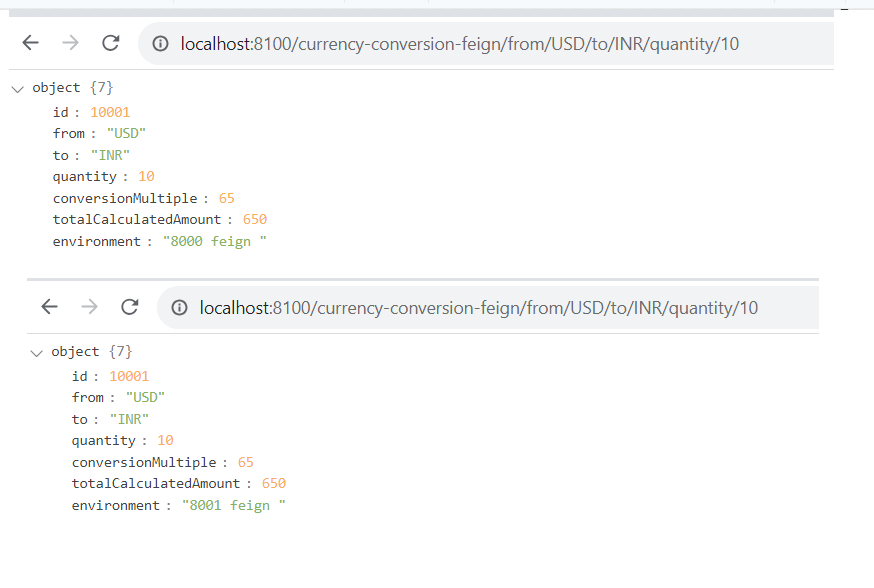 localhost:8100/currency-conversion-feign/from/USD/to/INR/quantity/10
object {7}
id : 10001
from : "USD"
to : "INR"
quantity : 10
conversionMultiple : 65
totalCalculatedAmount : 650
environment : "8000 feign "
localhost:8100/currency-conversion-feign/from/USD/to/INR/quantity/10
object {7}
id : 10001
from : "USD"
to : "INR"
quantity : 10
conversionMultiple : 65
totalCalculatedAmount : 650
environment : "8001 feign "